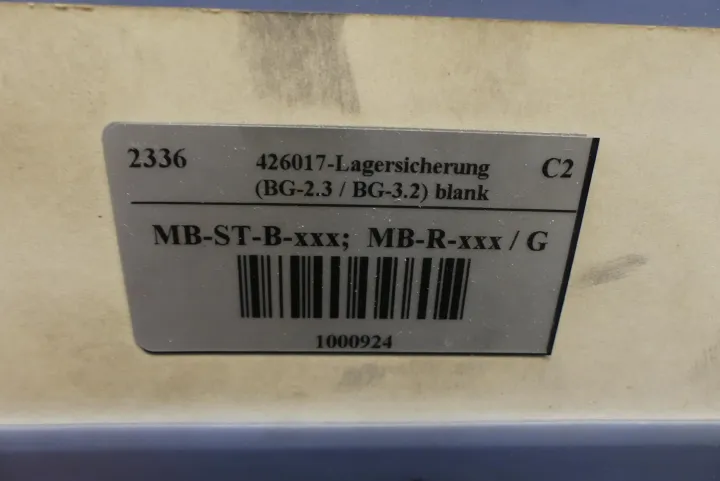 2336 426017-Lagersicherung C2
(BG-2.3 / BG-3.2) blank
MB-ST-B-xxx; MB-R-xxx / G
1000924